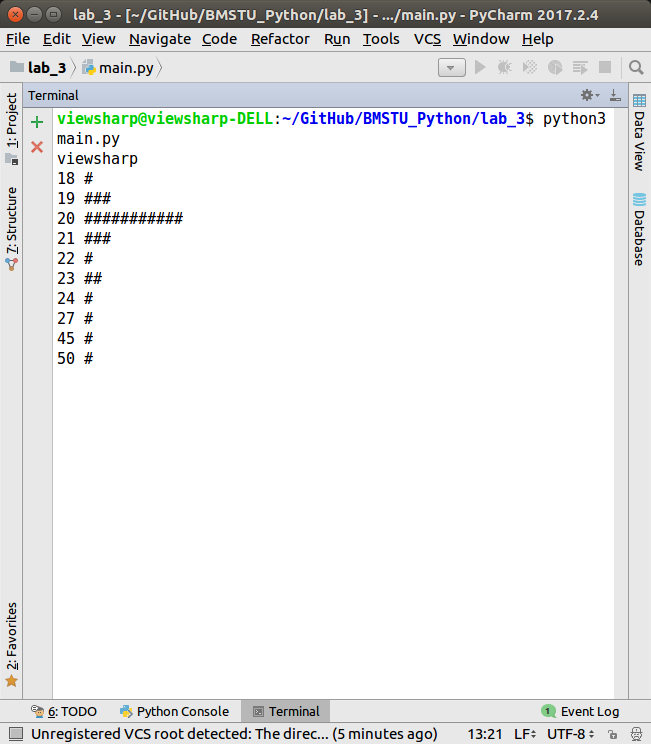 lab_3 - [~/GitHub/BMSTU_Python/lab_3] - .../main.py - PyCharm 2017.2.4
File Edit View Navigate Code Refactor Run Tools VCS Window Help
lab_3 main.py
1: Project
7: Structure
2: Favorites
Terminal
viewsharp@viewsharp-DELL:~/GitHub/BMSTU_Python/lab_3$ python3
main.py
viewsharp
18 #
19 ###
20 ###########
21 ###
22 #
23 ##
24 #
27 #
45 #
50 #
Data View
Database
6: TODO Python Console Terminal 1 Event Log
Unregistered VCS root detected: The direc... (5 minutes ago) 13:21 LF UTF-8